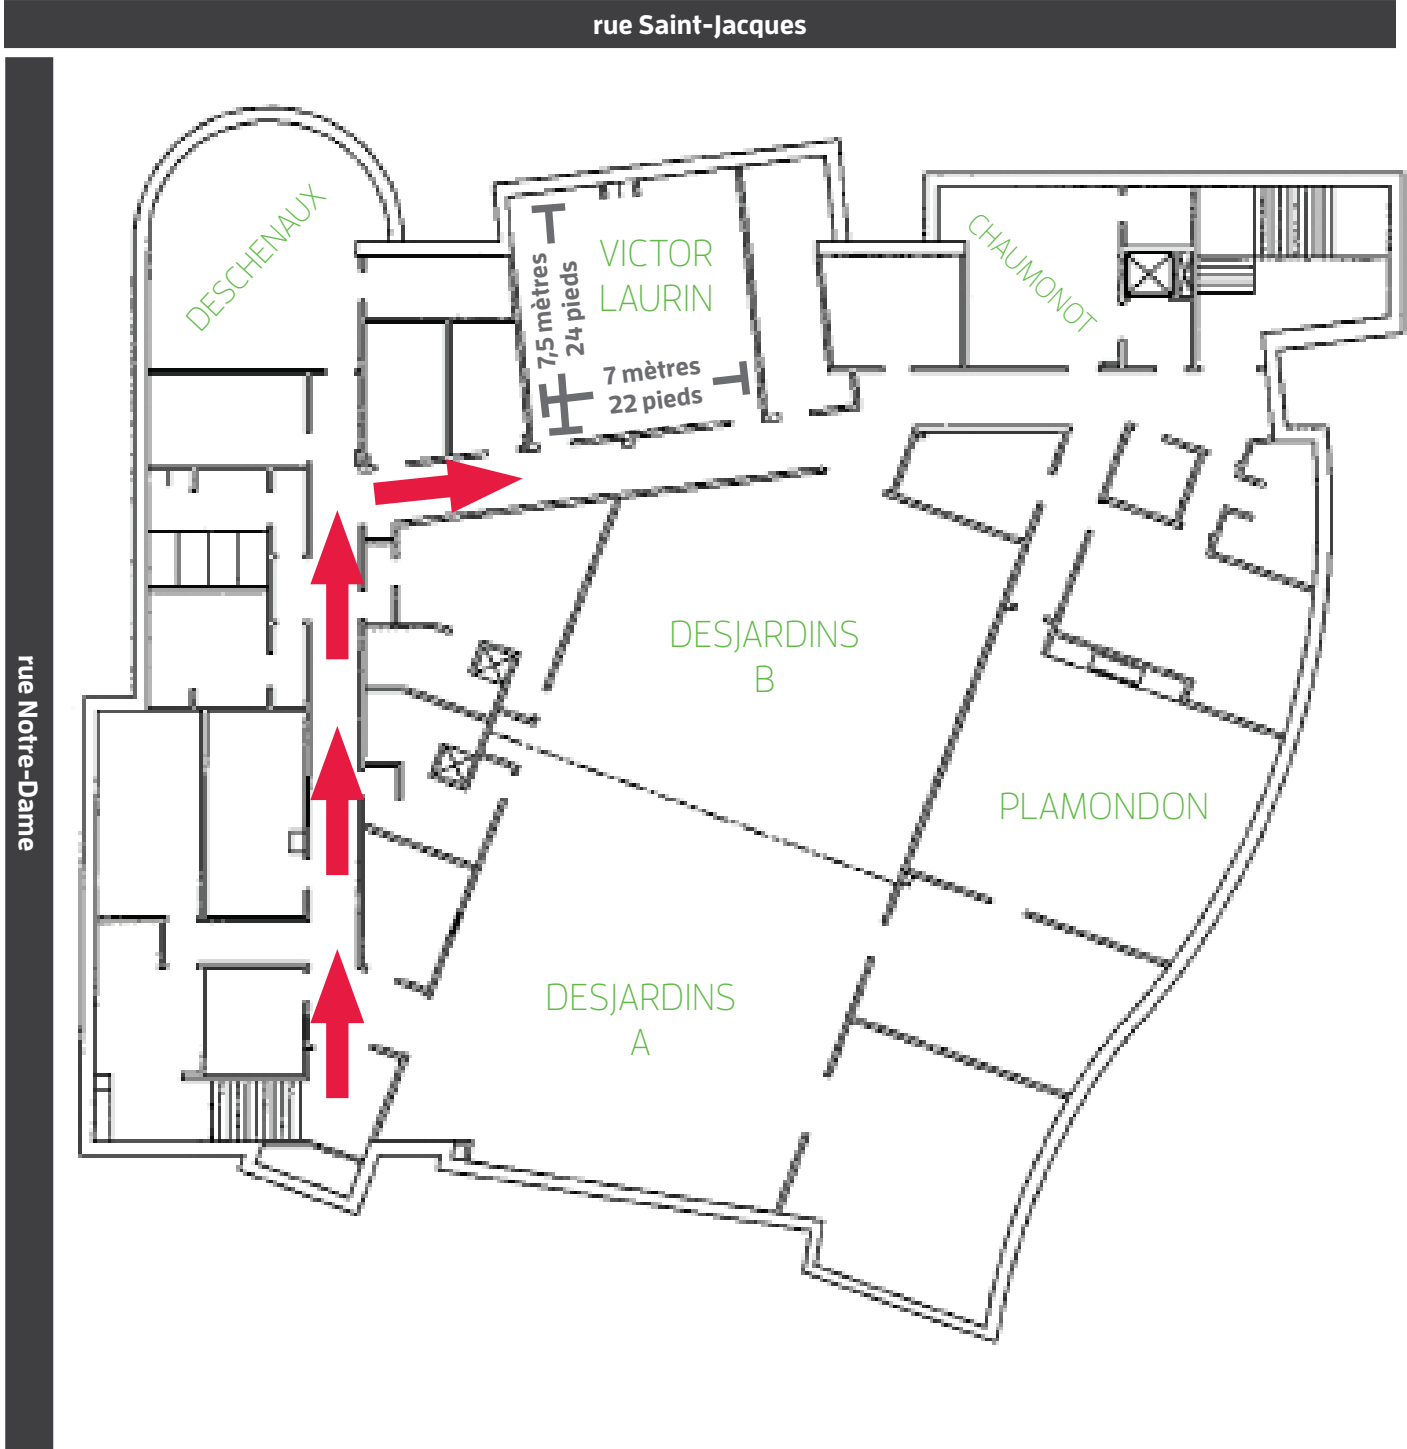 rue Saint-Jacques
rue Notre-Dame
DESCHENAUX
VICTOR
LAURIN
7,5 mètres
24 pieds
7 mètres
22 pieds
CHAUMONOT
DESJARDINS
B
PLAMONDON
DESJARDINS
A